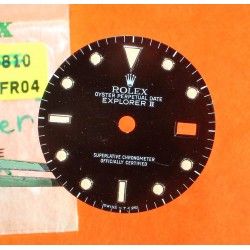 810
FR04
ROLEX
OYSTER PERPETUAL DATE
EXPLORER II
SUPERLATIVE CHRONOMETER
OFFICIALLY CERTIFIED